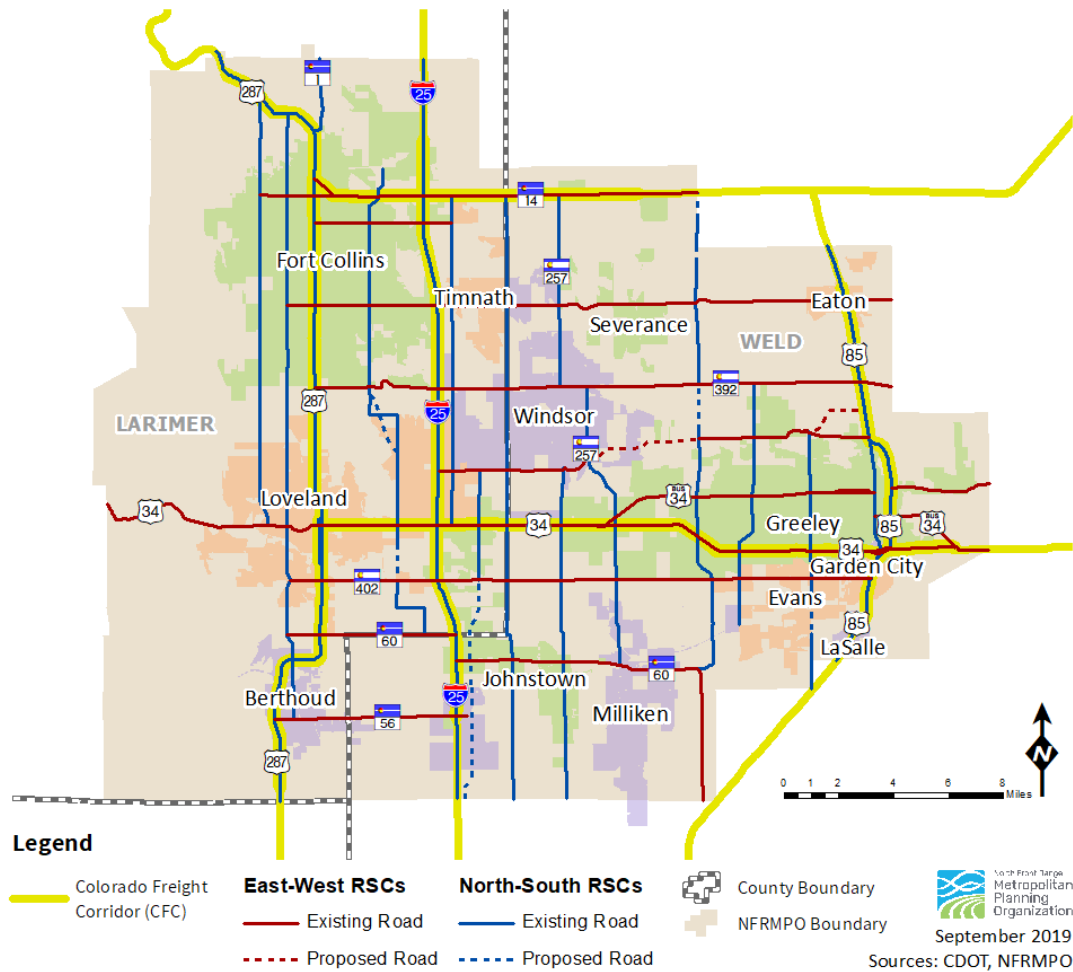 1
287
25
14
Fort Collins
257
Timnath
Severance
Eaton
WELD
85
392
287
25
LARIMER
Windsor
257
Loveland
BUS
34
34
34
Greeley
85
BUS
34
34
Garden City
402
Evans
85
60
LaSalle
Johnstown
60
Berthoud
25
Milliken
56
287
N
0 1 2 4 6 8
Miles
Legend
Colorado Freight
Corridor (CFC)
East-West RSCs
Existing Road
Proposed Road
North-South RSCs
Existing Road
Proposed Road
County Boundary
NFRMPO Boundary
North Front Range
Metropolitan
Planning
Organization
September 2019
Sources: CDOT, NFRMPO